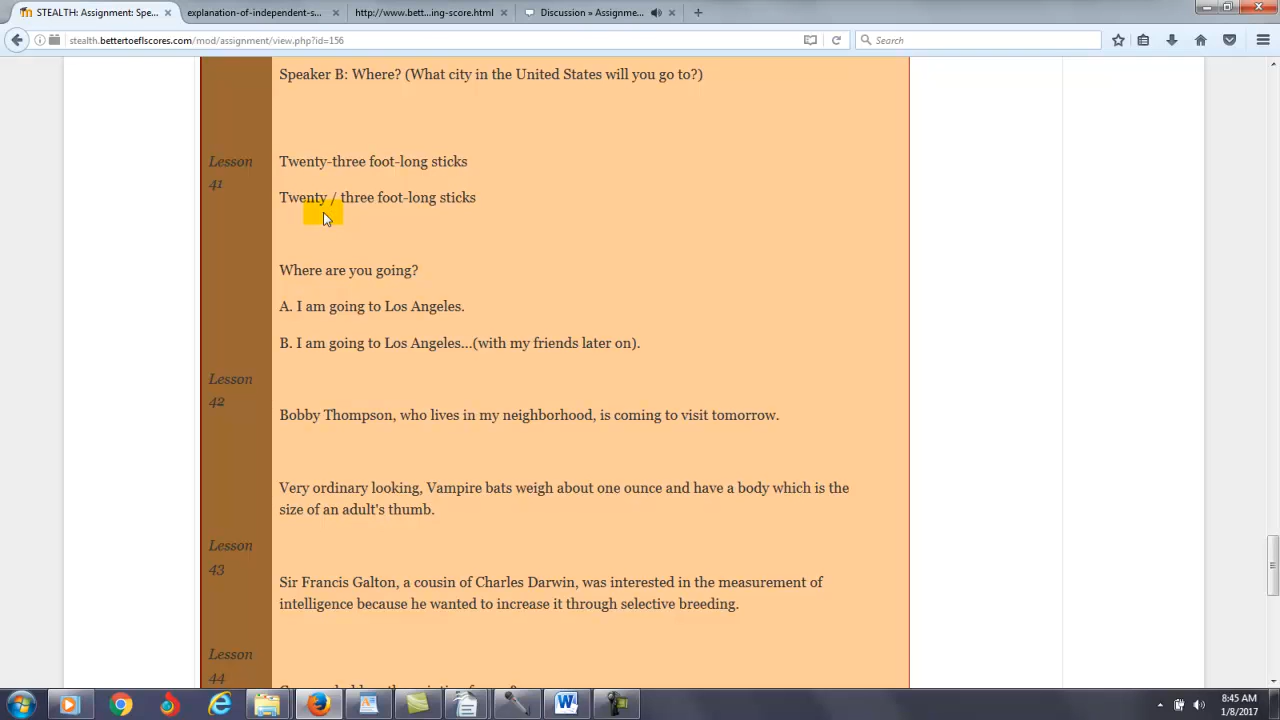 STEALTH: Assignment: Spe...
explanation-of-independent-s...
http://www.bett...ing-score.html
Discussion » Assignme...
stealth.bettertoeflscores.com/mod/assignment/view.php?id=156
Search
Speaker B: Where? (What city in the United States will you go to?)
Lesson 41
Twenty-three foot-long sticks
Twenty / three foot-long sticks
Where are you going?
A. I am going to Los Angeles.
B. I am going to Los Angeles...(with my friends later on).
Lesson 42
Bobby Thompson, who lives in my neighborhood, is coming to visit tomorrow.
Very ordinary looking, Vampire bats weigh about one ounce and have a body which is the
size of an adult's thumb.
Lesson 43
Sir Francis Galton, a cousin of Charles Darwin, was interested in the measurement of
intelligence because he wanted to increase it through selective breeding.
Lesson 44
8:45 AM
1/8/2017